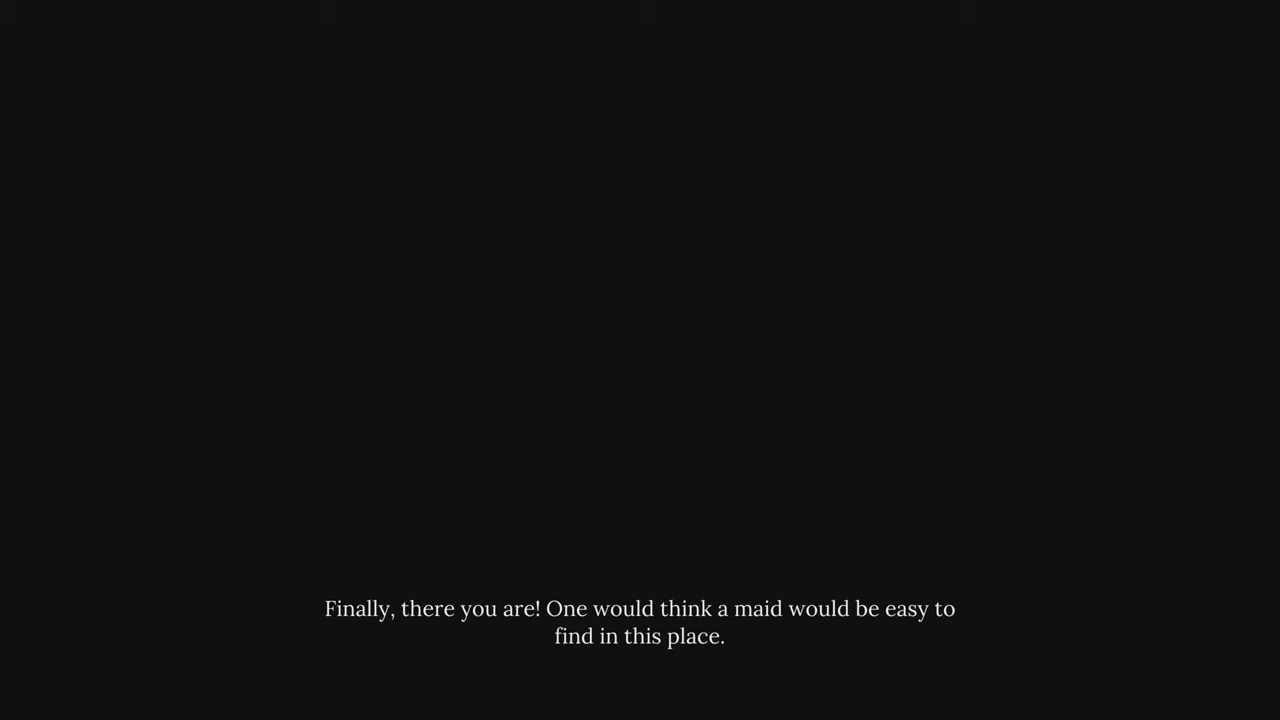 Finally, there you are! One would think a maid would be easy to
find in this place.